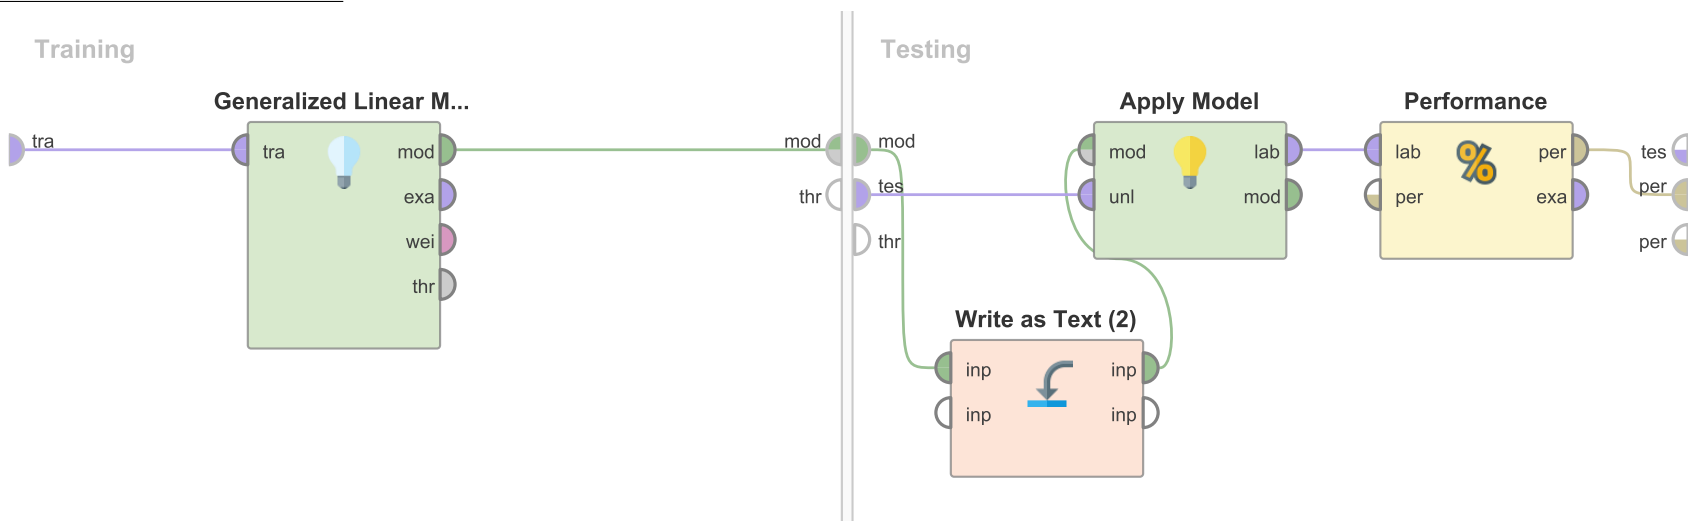 Training
Testing
Generalized Linear M...
Apply Model
Performance
tra
tra
mod
exa
wei
thr
mod
thr
mod
tes
thr
mod
unl
lab
mod
lab
per
per
exa
tes
per
per
Write as Text (2)
inp
inp
inp
inp
%